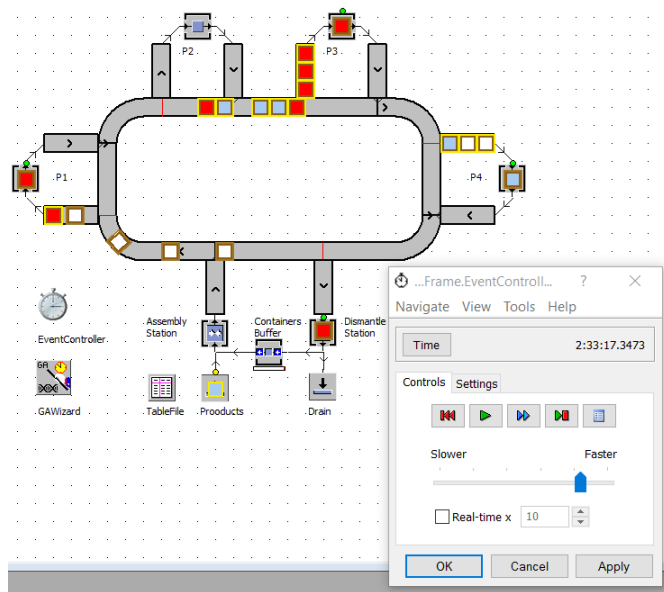 P2
P3
P1
P4
Assembly
Station
Containers
Buffer
Dismantle
Station
EventController
GA
GAWizard
TableFile
Prooducts
Drain
...Frame.EventControll...
?
Navigate View Tools Help
Time
2:33:17.3473
Controls Settings
Slower Faster
Real-time x 10
OK Cancel Apply